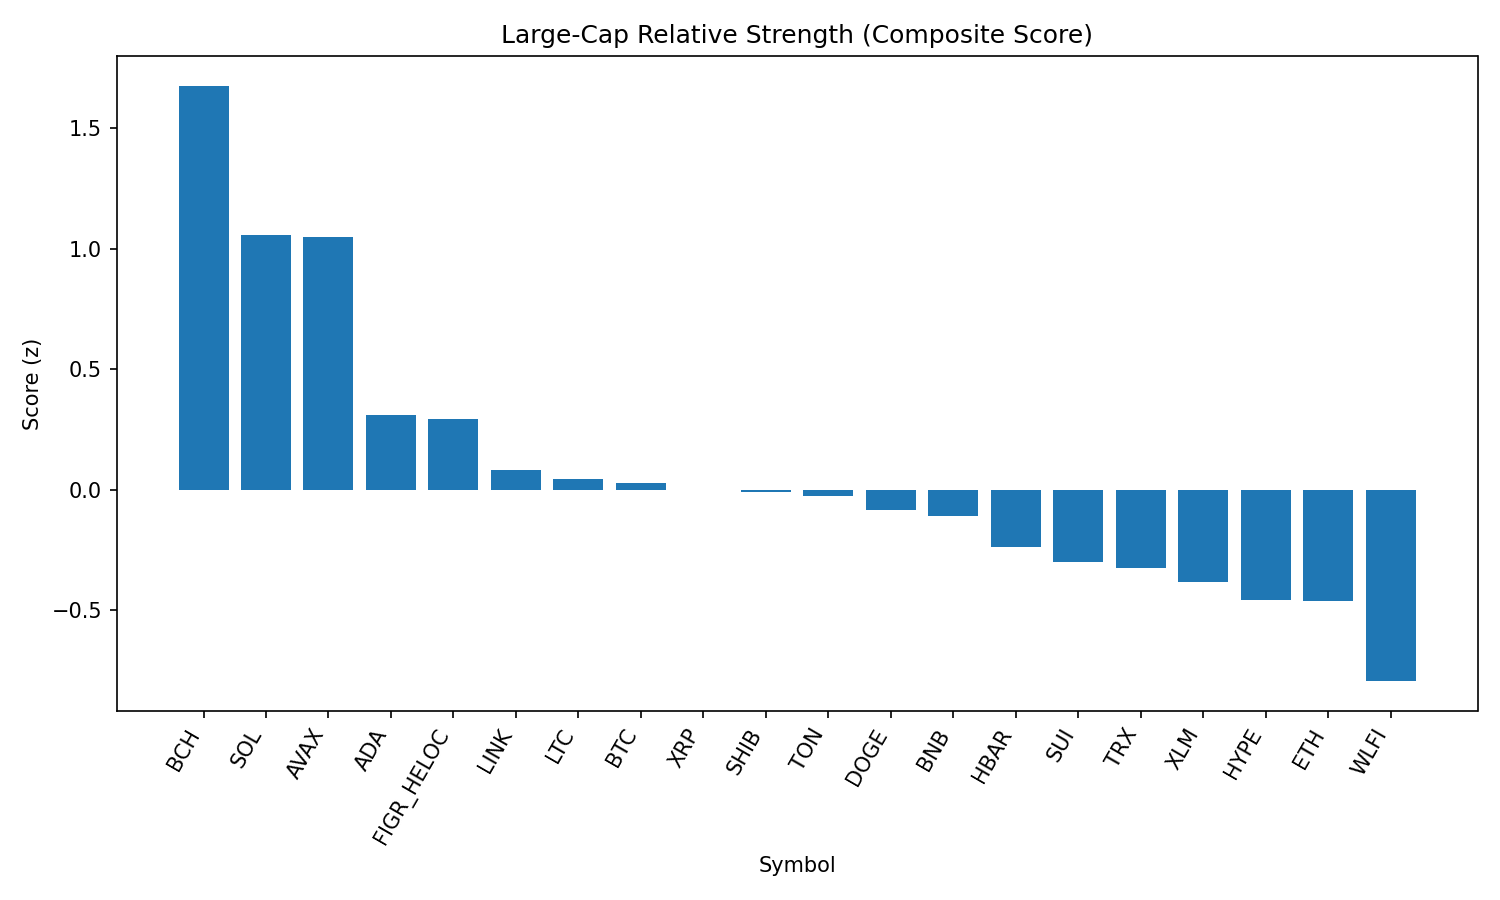 Large-Cap Relative Strength (Composite Score)
Score (z)
1.5
1.0
0.5
0.0
−0.5
BCH
SOL
AVAX
ADA
FIGR_HELOC
LINK
LTC
BTC
XRP
SHIB
TON
DOGE
BNB
HBAR
SUI
TRX
XLM
HYPE
ETH
WLFI
Symbol